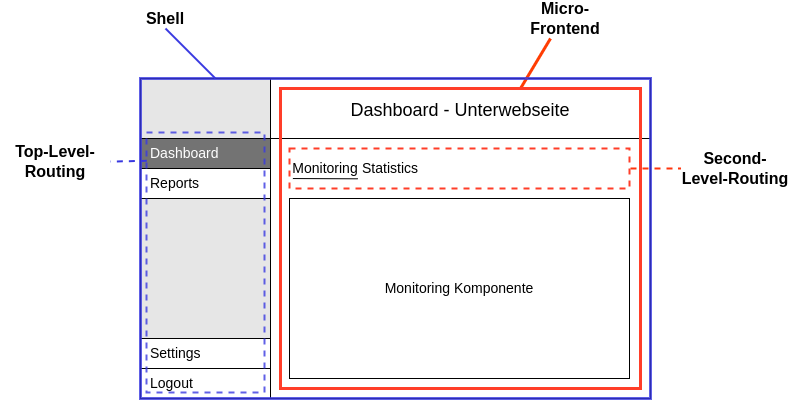 Shell
Micro-
Frontend
Dashboard - Unterwebseite
Top-Level-
Routing
Dashboard
Reports
Monitoring Statistics
Second-
Level-Routing
Monitoring Komponente
Settings
Logout